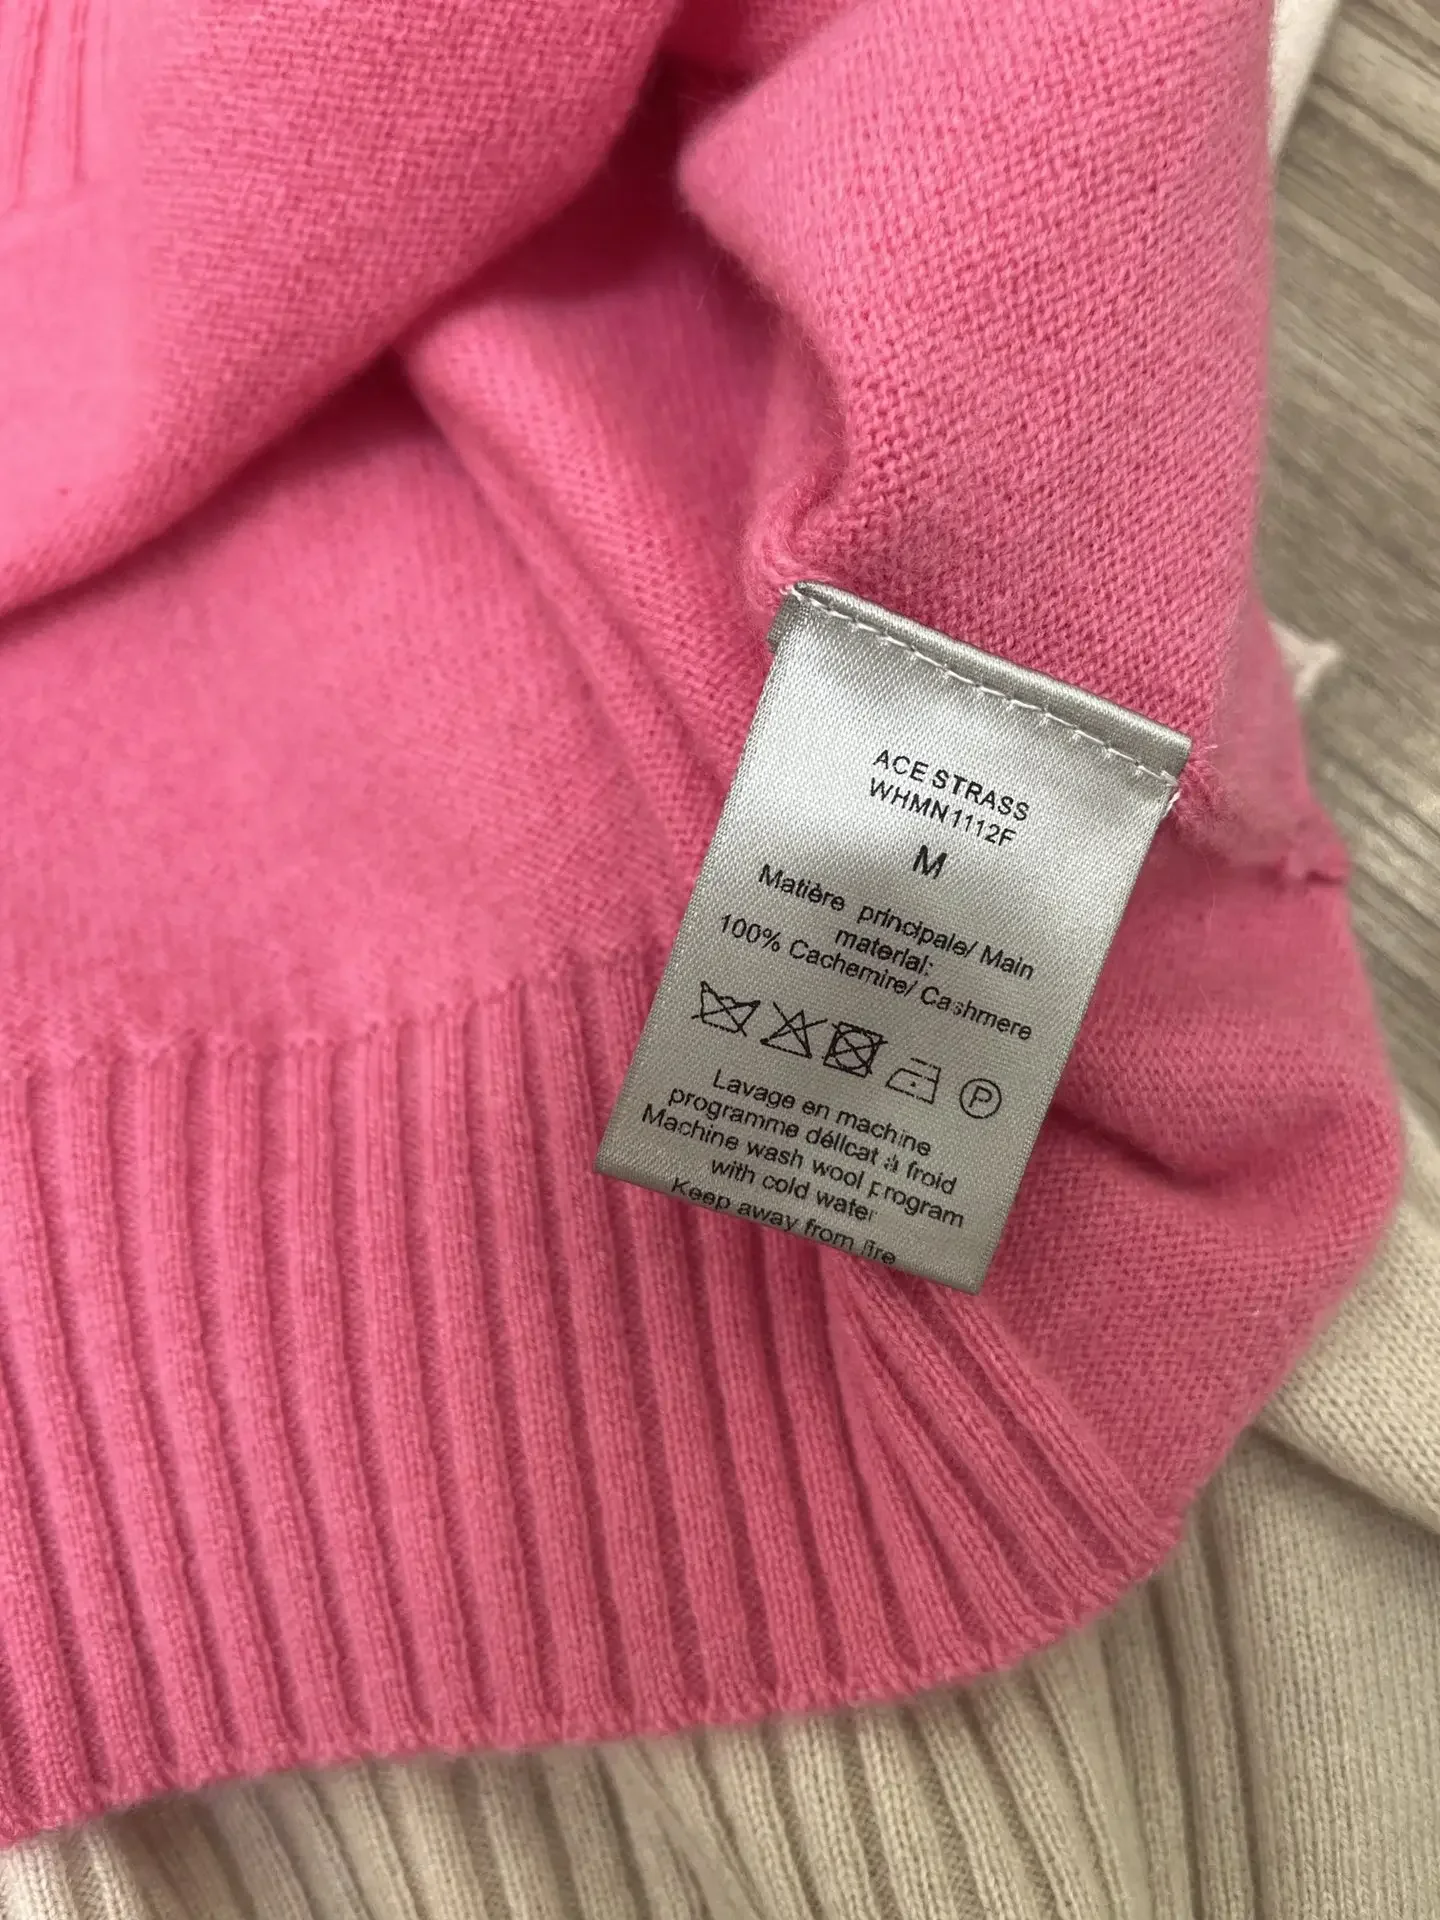 ACE STRASS
WHMN1112F
M
Matière principale/ Main
material:
100% Cachemire/ Cashmere
P
Lavage en machine
programme délicat à froid
Machine wash wool program
with cold water
Keep away from fire